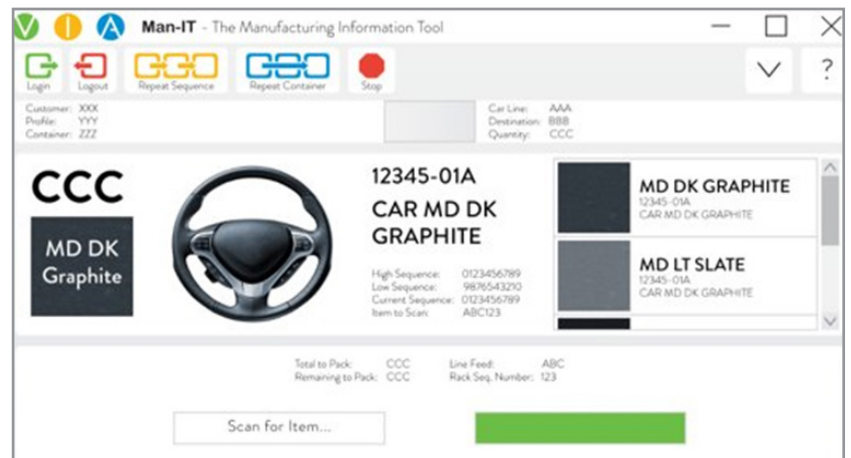 V I A Man-IT - The Manufacturing Information Tool
Login Logout Repeat Sequence Repeat Container Stop ?
Customer: XXX
Profile: YYY
Container: ZZZ
Car Line: AAA
Destination: BBB
Quantity: CCC
CCC
MD DK
Graphite
12345-01A
CAR MD DK
GRAPHITE
High Sequence: 0123456789
Low Sequence: 9876543210
Current Sequence: 0123456789
Item to Scan: ABC123
MD DK GRAPHITE
12345-01A
CAR MD DK GRAPHITE
MD LT SLATE
12345-01A
CAR MD DK GRAPHITE
Total to Pack: CCC Line Feed: ABC
Remaining to Pack: CCC Rack Seq. Number: 123
Scan for Item...